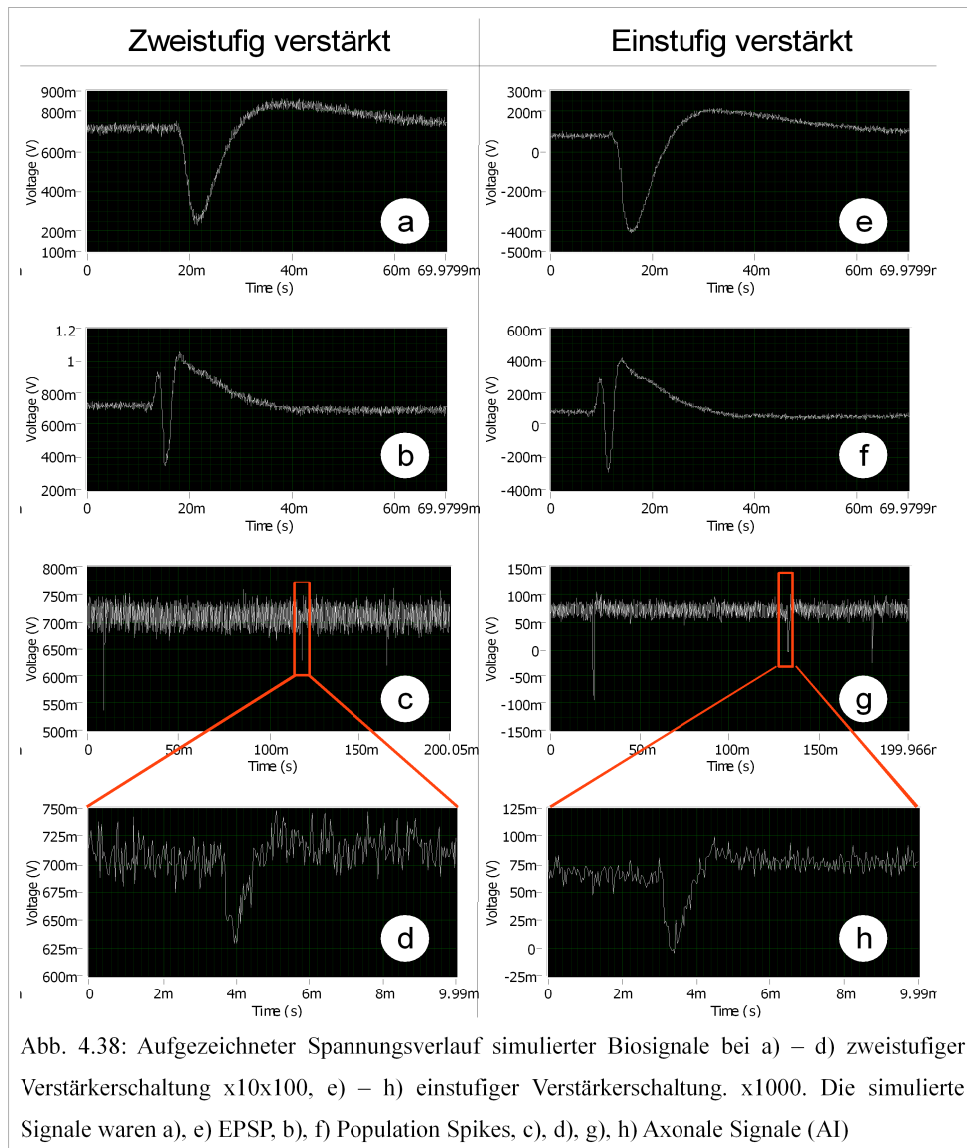 Zweistufig verstärkt
Einstufig verstärkt
900m
800m
600m
400m
200m
100m
Voltage (V)
0
20m
40m
60m
69.9799m
Time (s)
a
300m
200m
0
-200m
-400m
-500m
Voltage (V)
0
20m
40m
60m
69.9799r
Time (s)
e
1.2
1
800m
600m
400m
200m
Voltage (V)
0
20m
40m
60m
69.9799m
Time (s)
b
600m
400m
200m
0
-200m
-400m
Voltage (V)
0
20m
40m
60m
69.9799r
Time (s)
f
800m
750m
700m
650m
600m
550m
500m
Voltage (V)
0
50m
100m
150m
200.05m
Time (s)
c
150m
100m
50m
0
-50m
-100m
-150m
Voltage (V)
0
50m
100m
150m
199.966r
Time (s)
g
750m
725m
700m
675m
650m
625m
600m
Voltage (V)
0
2m
4m
6m
8m
9.99m
Time (s)
d
125m
100m
75m
50m
25m
0
-25m
Voltage (V)
0
2m
4m
6m
8m
9.99m
Time (s)
h
Abb. 4.38: Aufgezeichneter Spannungsverlauf simulierter Biosignale bei a) – d) zweistufiger
Verstärkerschaltung x10x100, e) – h) einstufiger Verstärkerschaltung. x1000. Die simulierte
Signale waren a), e) EPSP, b), f) Population Spikes, c), d), g), h) Axonale Signale (AI)